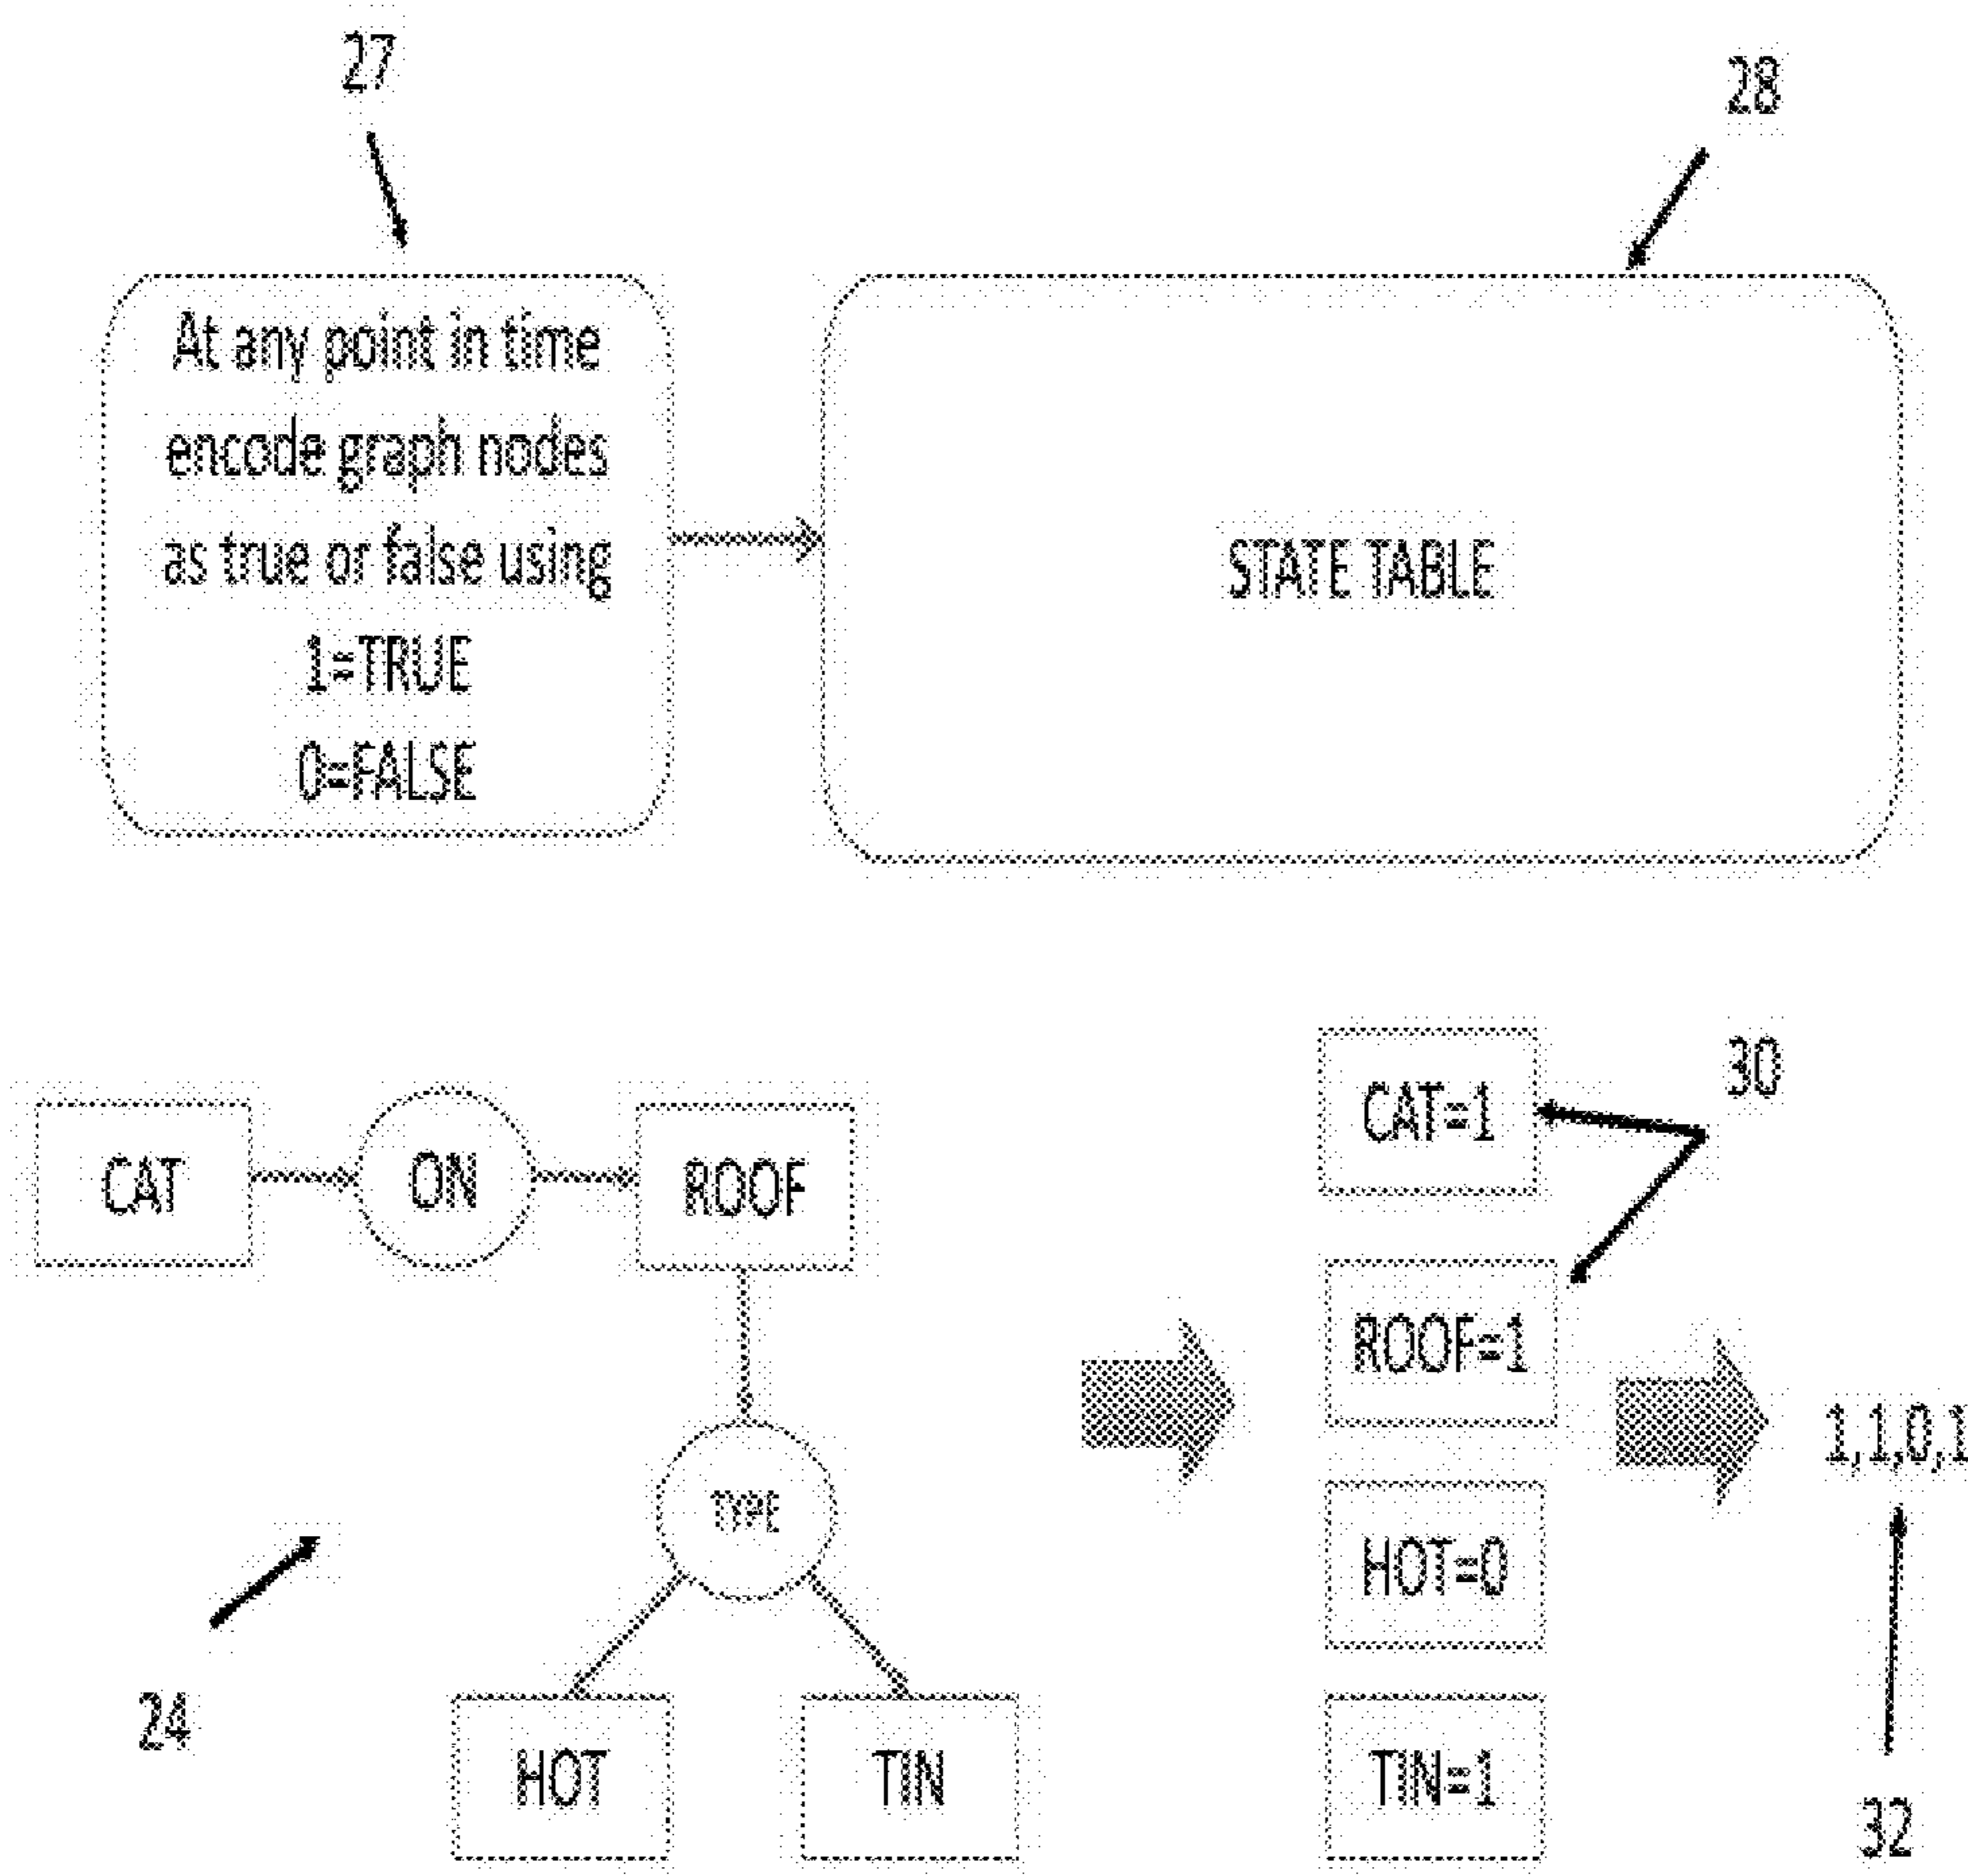 27
28
At any point in time
encode graph nodes
as true or false using
1=TRUE
0=FALSE
STATE TABLE
30
CAT
ON
ROOF
TYPE
HOT
TIN
24
CAT=1
ROOF=1
HOT=0
TIN=1
1,1,0,1
32